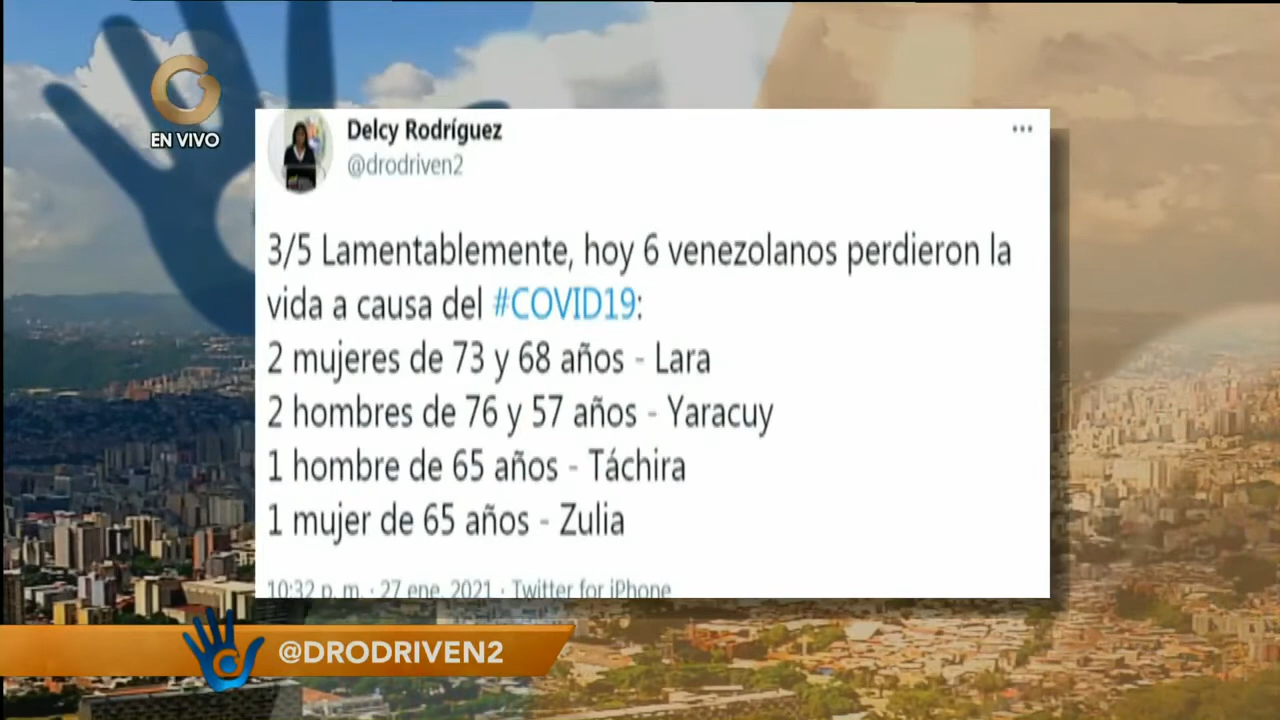 EN VIVO
Delcy Rodríguez
@drodriven2
3/5 Lamentablemente, hoy 6 venezolanos perdieron la
vida a causa del #COVID19:
2 mujeres de 73 y 68 años - Lara
2 hombres de 76 y 57 años - Yaracuy
1 hombre de 65 años - Táchira
1 mujer de 65 años - Zulia
10:32 p. m. · 27 ene. 2021 · Twitter for iPhone
@DRODRIVEN2